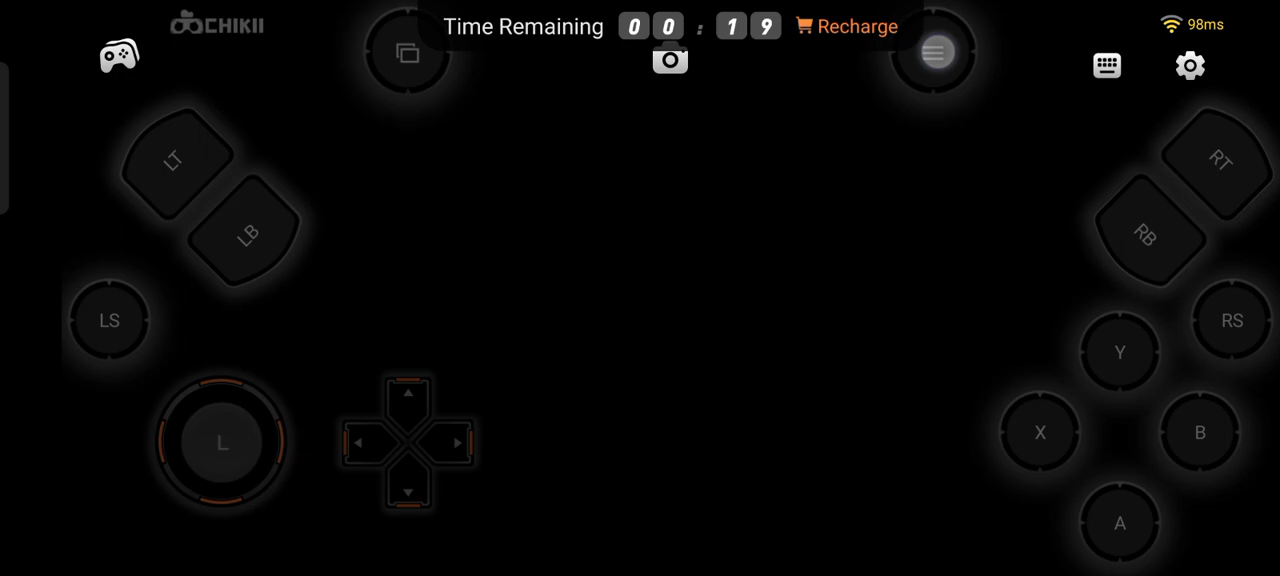 CHIKII
Time Remaining 00:19 Recharge
98ms
LT
RT
LB
RB
LS
RS
Y
L
X
B
A